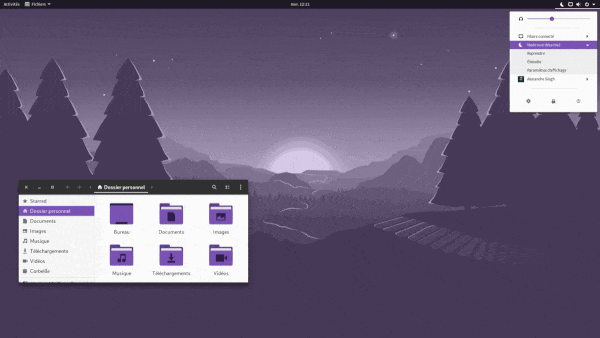 Activités Fichiers
mer. 22:11
Filaire connecté
Mode nuit désactivé
Reprendre
Éteindre
Paramètres d'affichage
Alexandre Singh
Dossier personnel
Starred
Dossier personnel
Documents
Images
Musique
Téléchargements
Vidéos
Corbeille
Bureau Documents Images
Musique Téléchargements Vidéos